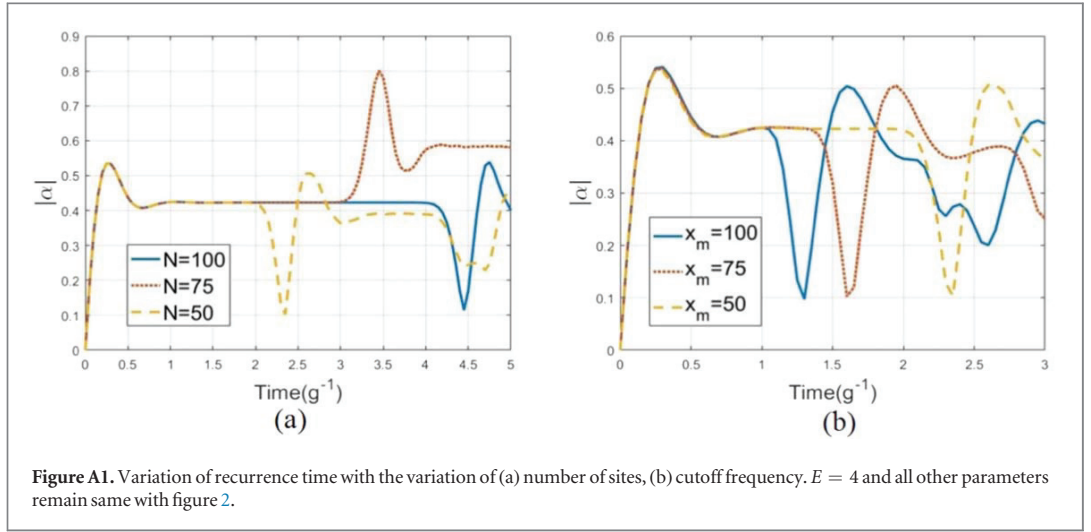 0.9
0.8
0.7
0.6
0.5
0.4
0.3
0.2
0.1
0
|α|
N=100
N=75
N=50
0 0.5 1 1.5 2 2.5 3 3.5 4 4.5 5
Time(g⁻¹)
(a)
0.6
0.5
0.4
0.3
0.2
0.1
0
|α|
x_m=100
x_m=75
x_m=50
0 0.5 1 1.5 2 2.5 3
Time(g⁻¹)
(b)
Figure A1. Variation of recurrence time with the variation of (a) number of sites, (b) cutoff frequency. E = 4 and all other parameters
remain same with figure 2.